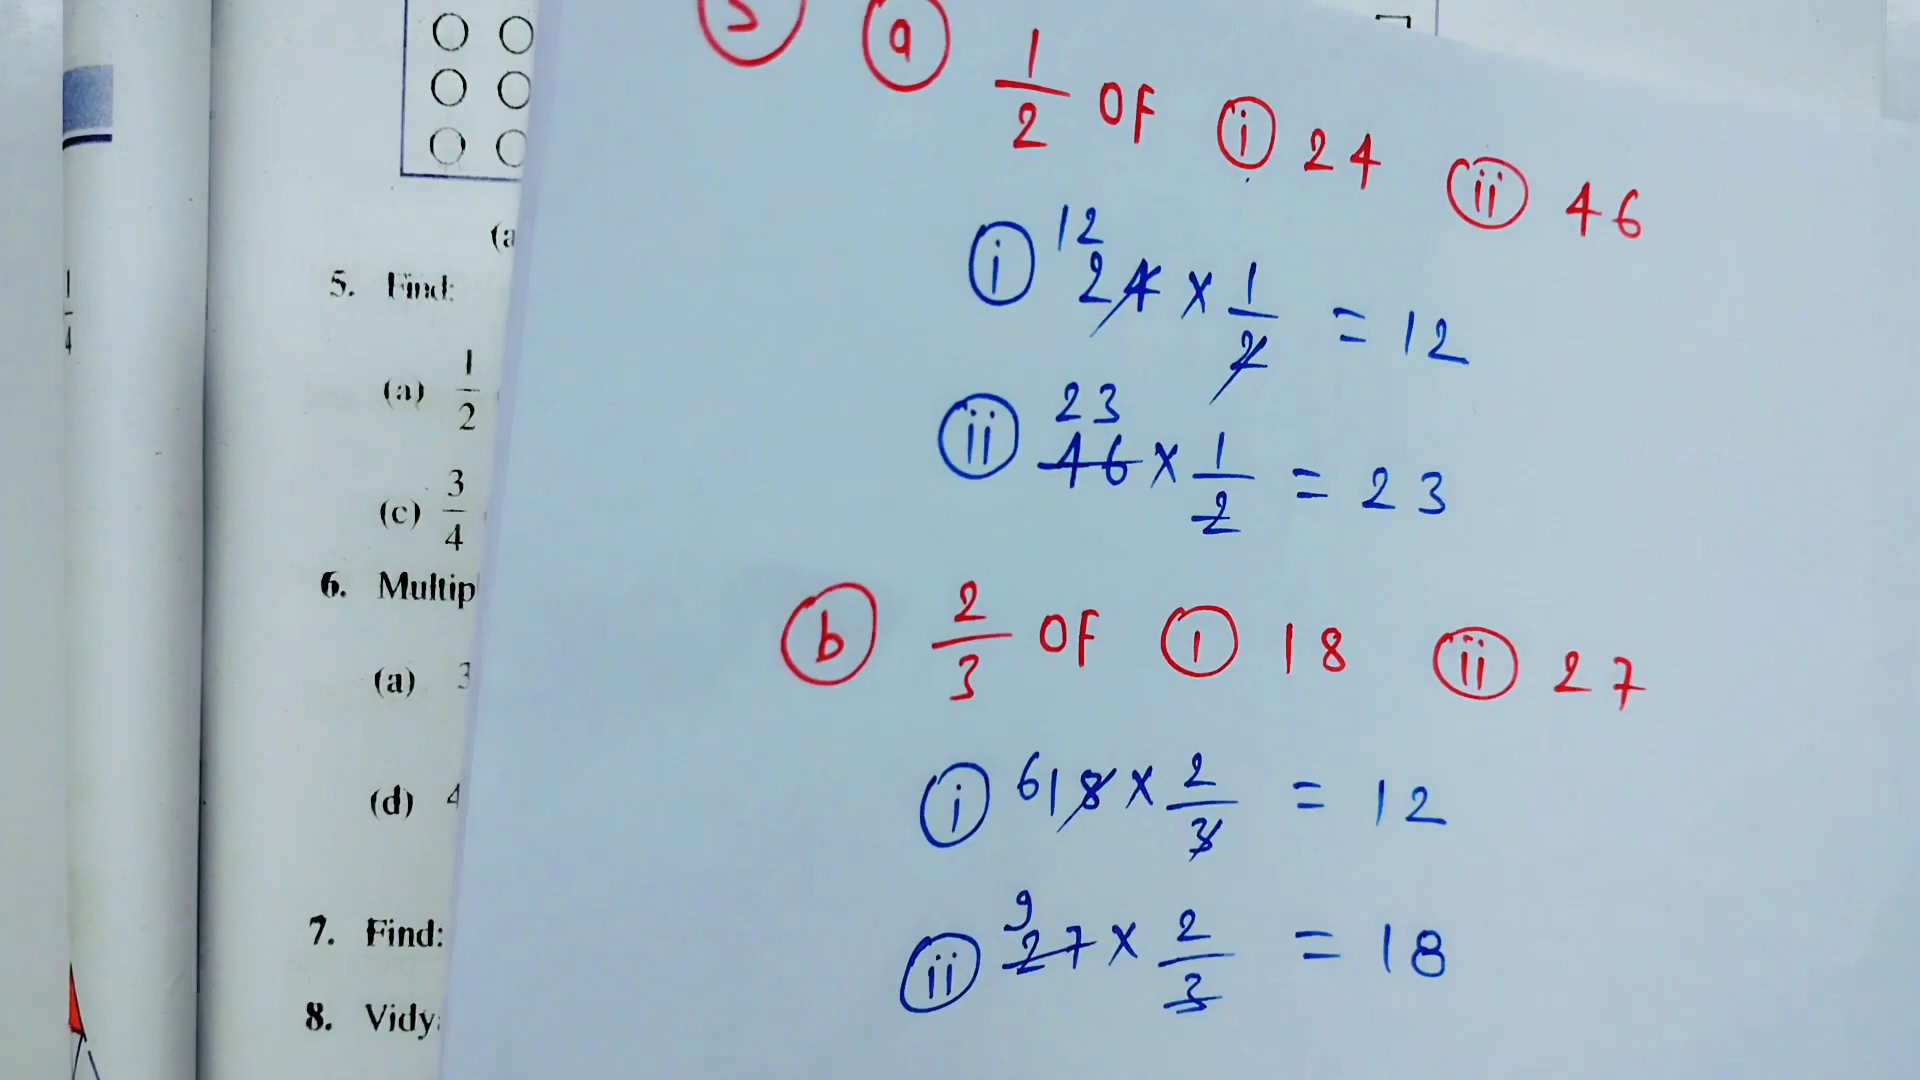 5 a 1/2 OF i 24 ii 46
i 12 24 × 1/2 = 12
ii 23 46 × 1/2 = 23
b 2/3 OF i 18 ii 27
i 6 18 × 2/3 = 12
ii 9 27 × 2/3 = 18
1/4
(a
5. Find:
(a) 1/2
(c) 3/4
6. Multip
(a) 3
(d) 4
7. Find:
8. Vidy